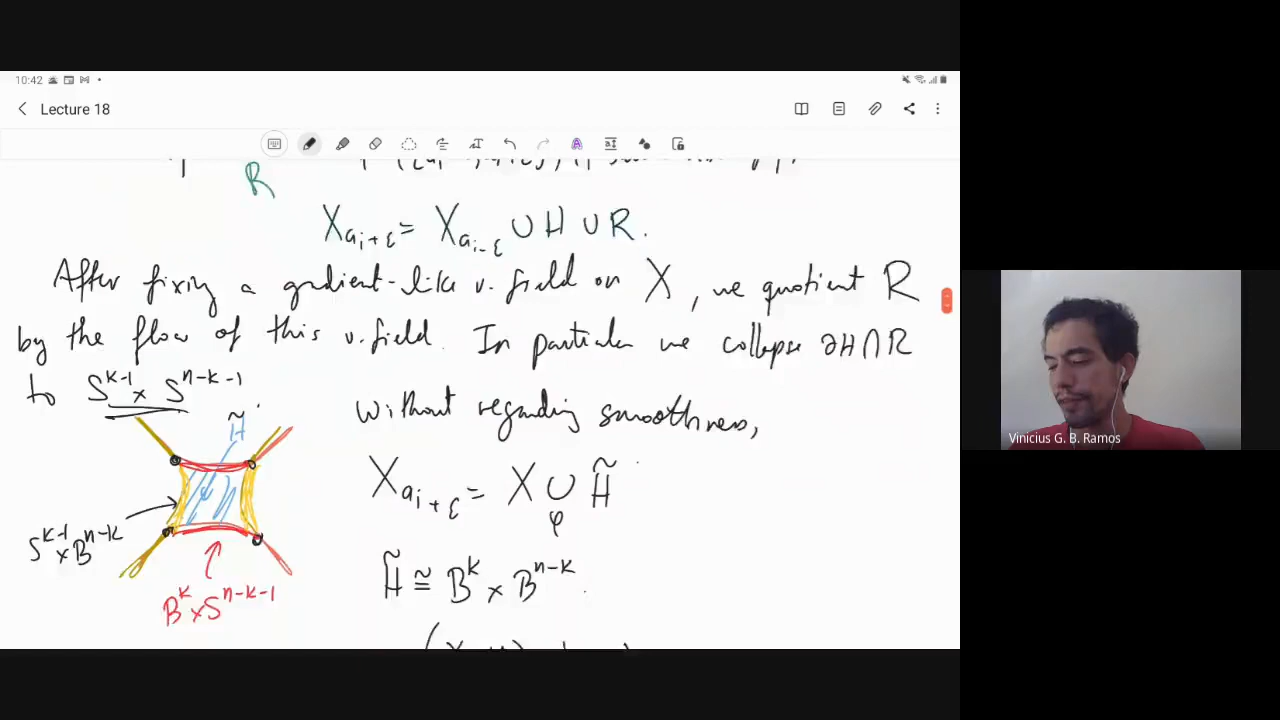 10:42
Lecture 18
R
X_{a_i+ε} = X_{a_i-ε} ∪ H ∪ R.
After fixing a gradient-like v. field on X, we quotient R
by the flow of this v. field. In particular we collapse ∂H∩R
to S^{k-1} × S^{n-k-1}
without regarding smoothness,
H̃
X_{a_i+ε} = X ∪_φ H̃
S^{k-1} × B^{n-k}
H̃ ≅ B^k × B^{n-k}.
B^k × S^{n-k-1}
Vinicius G. B. Ramos